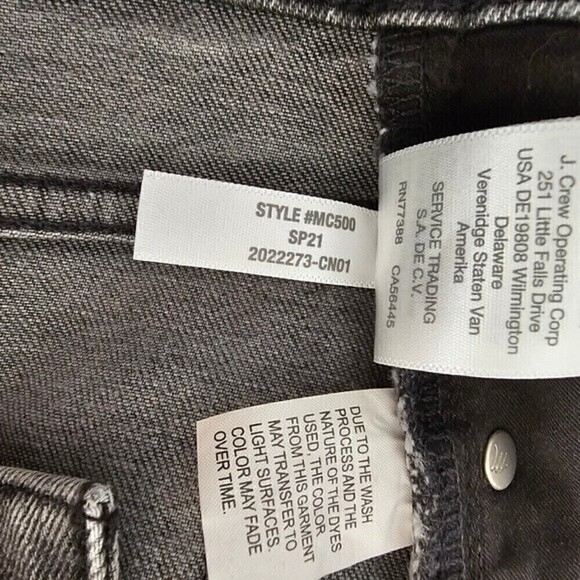 STYLE #MC500
SP21
2022273-CN01
J. Crew Operating Corp
251 Little Falls Drive
USA DE19808 Wilmington
Delaware
Verenidge Staten Van
Amerika
SERVICE TRADING
S.A. DE C.V.
RN77388 CA56445
DUE TO THE WASH
PROCESS AND THE
NATURE OF THE DYES
USED, THE COLOR
FROM THIS GARMENT
MAY TRANSFER TO
LIGHT SURFACES.
COLOR MAY FADE
OVER TIME.